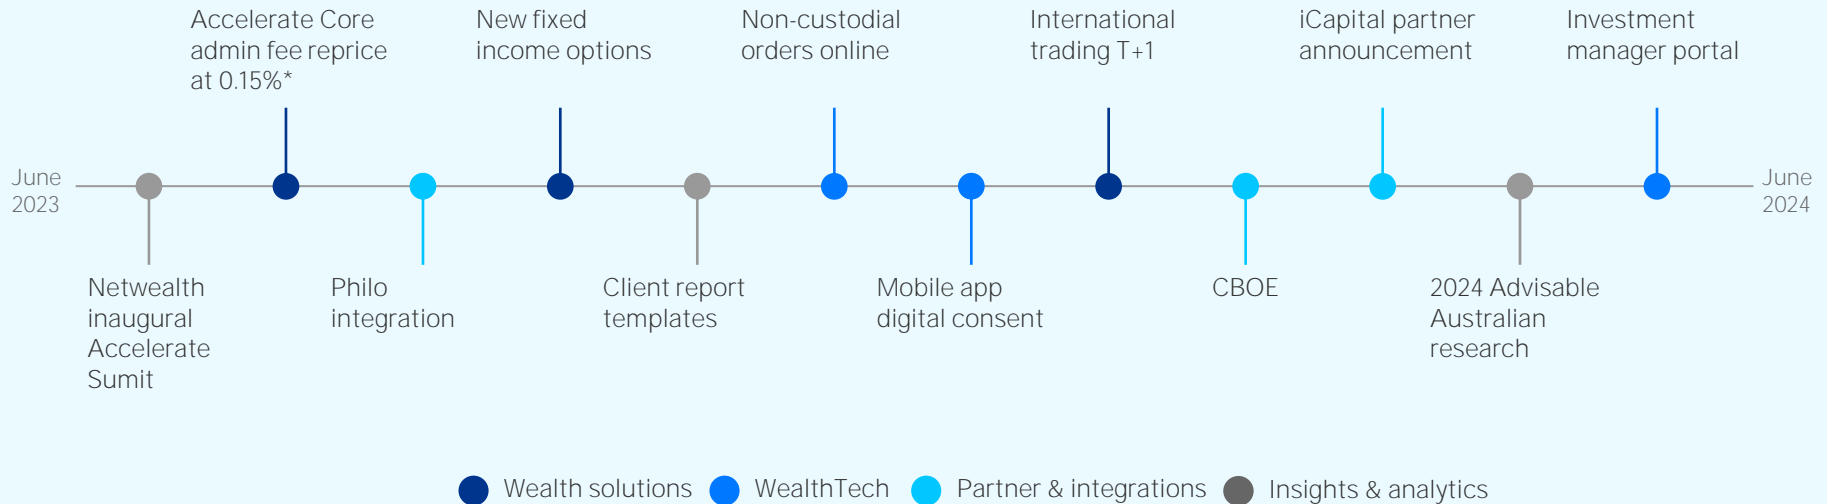 Accelerate Core
admin fee reprice
at 0.15%*
New fixed
income options
Non-custodial
orders online
International
trading T+1
iCapital partner
announcement
Investment
manager portal
June
2023
June
2024
Netwealth
inaugural
Accelerate
Sumit
Philo
integration
Client report
templates
Mobile app
digital consent
CBOE
2024 Advisable
Australian
research
Wealth solutions
WealthTech
Partner & integrations
Insights & analytics